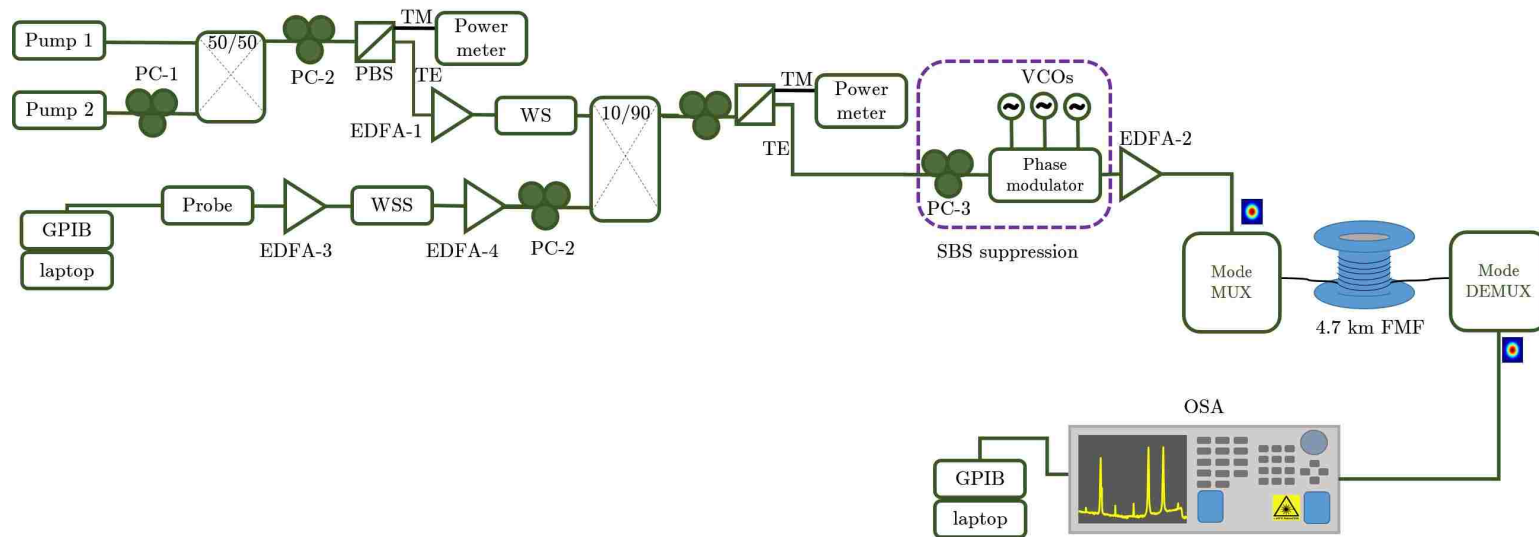 Pump 1
Pump 2
PC-1
50/50
PC-2
PBS
TM
TE
Power
meter
EDFA-1
WS
10/90
GPIB
laptop
Probe
EDFA-3
WSS
EDFA-4
PC-2
TM
TE
Power
meter
VCOs
PC-3
Phase
modulator
SBS suppression
EDFA-2
Mode
MUX
4.7 km FMF
Mode
DEMUX
OSA
GPIB
laptop